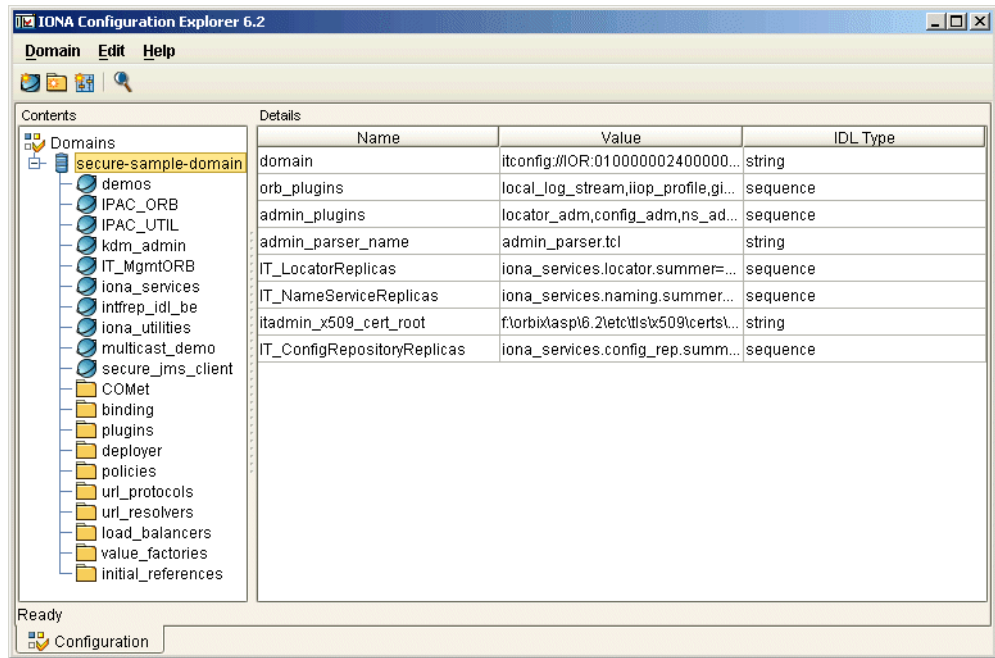 IONA Configuration Explorer 6.2
Domain Edit Help
Contents
Details
Domains
secure-sample-domain
demos
IPAC_ORB
IPAC_UTIL
kdm_admin
IT_MgmtORB
iona_services
intfrep_idl_be
iona_utilities
multicast_demo
secure_jms_client
COMet
binding
plugins
deployer
policies
url_protocols
url_resolvers
load_balancers
value_factories
initial_references
Name Value IDL Type
domain itconfig://IOR:010000002400000... string
orb_plugins local_log_stream,iiop_profile,gi... sequence
admin_plugins locator_adm,config_adm,ns_ad... sequence
admin_parser_name admin_parser.tcl string
IT_LocatorReplicas iona_services.locator.summer=... sequence
IT_NameServiceReplicas iona_services.naming.summer... sequence
itadmin_x509_cert_root f:\orbix\asp\6.2\etc\tls\x509\certs\... string
IT_ConfigRepositoryReplicas iona_services.config_rep.summ... sequence
Ready
Configuration